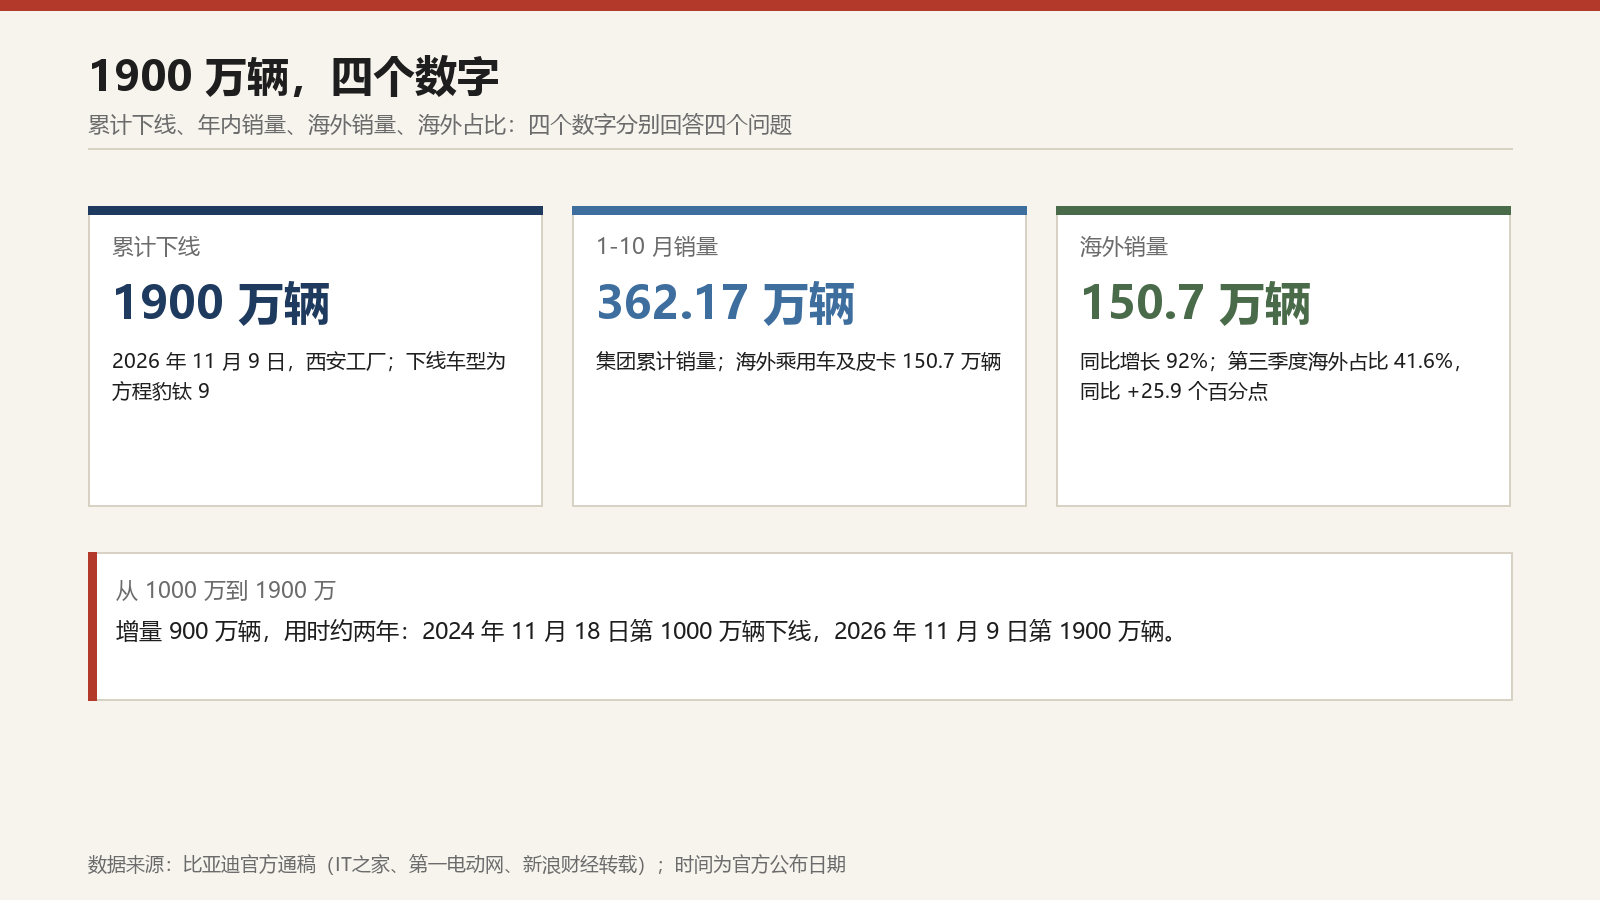 1900 万辆，四个数字
累计下线、年内销量、海外销量、海外占比：四个数字分别回答四个问题
累计下线
1900 万辆
2026 年 11 月 9 日，西安工厂；下线车型为
方程豹钛 9
1-10 月销量
362.17 万辆
集团累计销量；海外乘用车及皮卡 150.7 万辆
海外销量
150.7 万辆
同比增长 92%；第三季度海外占比 41.6%，
同比 +25.9 个百分点
从 1000 万到 1900 万
增量 900 万辆，用时约两年：2024 年 11 月 18 日第 1000 万辆下线，2026 年 11 月 9 日第 1900 万辆。
数据来源：比亚迪官方通稿（IT之家、第一电动网、新浪财经转载）；时间为官方公布日期